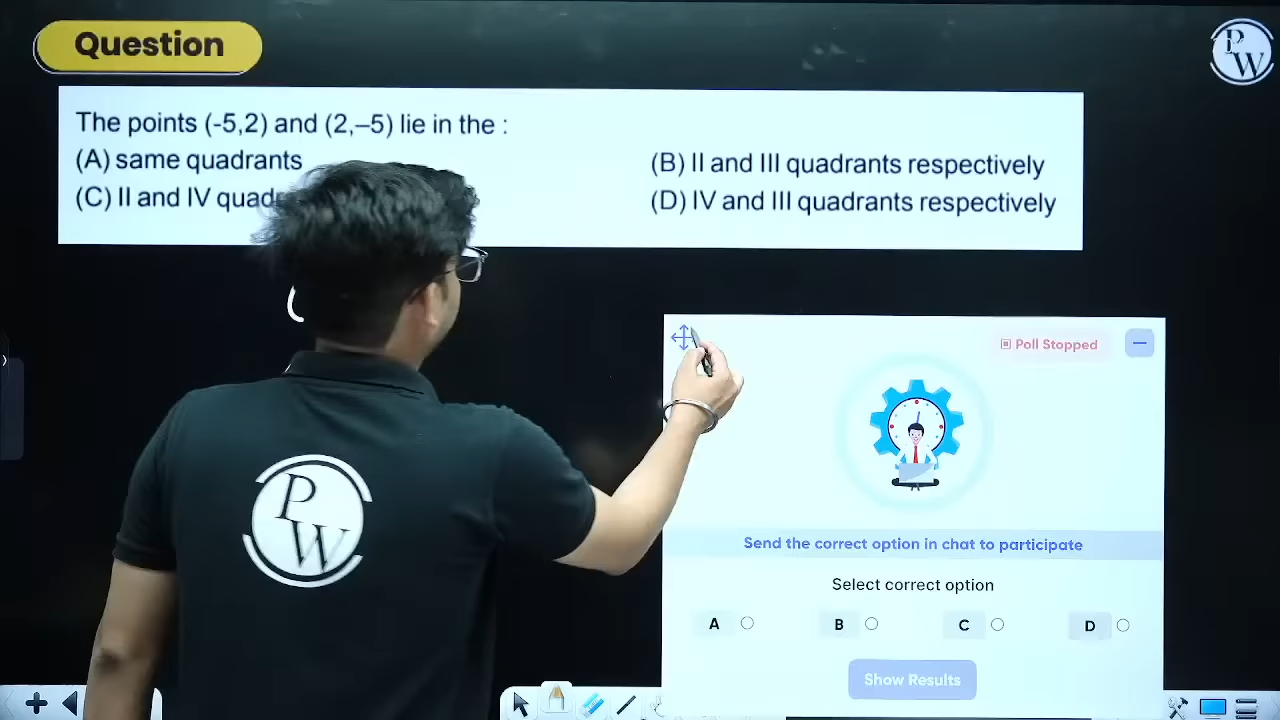 Question
PW
The points (-5,2) and (2,–5) lie in the :
(A) same quadrants
(B) II and III quadrants respectively
(C) II and IV
(D) IV and III quadrants respectively
Poll Stopped
Send the correct option in chat to participate
Select correct option
A B C D
Show Results
PW